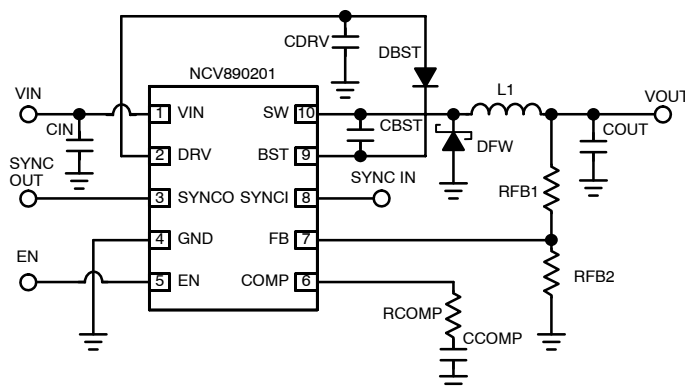 CDRV
DBST
NCV890201
L1
VIN
VOUT
1 VIN
SW 10
CIN
CBST
COUT
DFW
2 DRV
BST 9
SYNC
OUT
SYNC IN
RFB1
3 SYNCO
SYNCI 8
4 GND
FB 7
EN
5 EN
COMP 6
RFB2
RCOMP
CCOMP